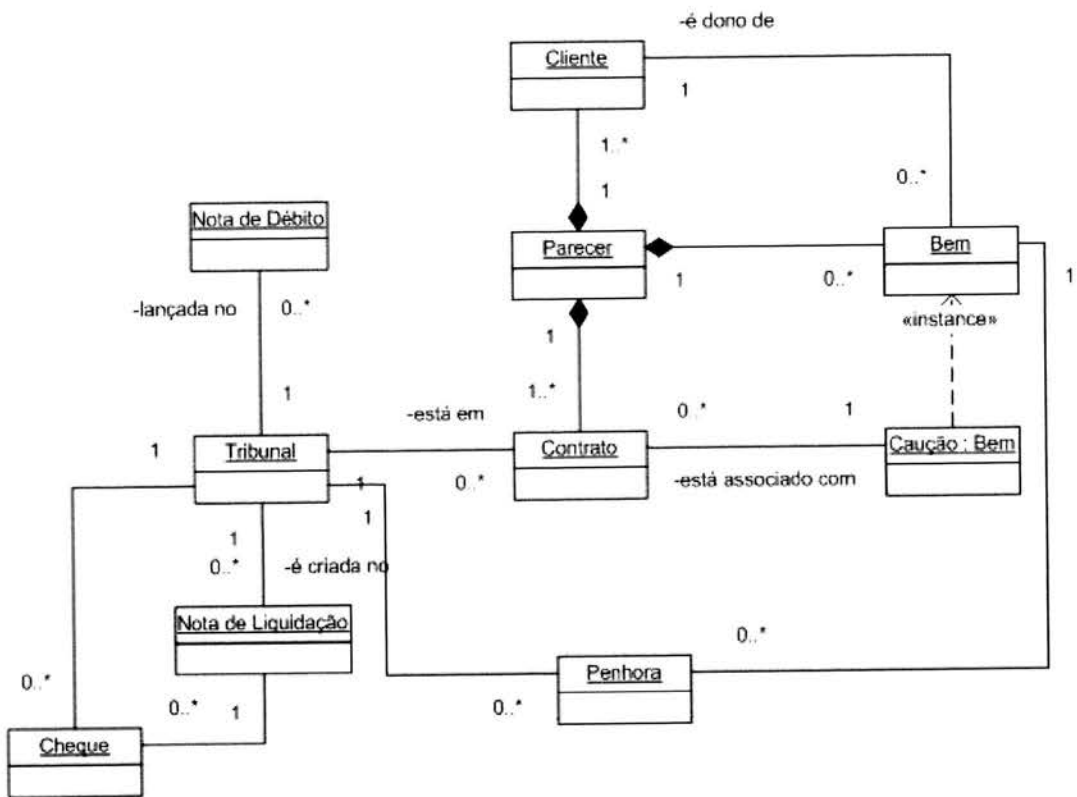 -é dono de
Cliente
1
1..*
0..*
1
Nota de Débito
Parecer
Bem
1
0..*
1
-lançada no
0..*
«instance»
1
1..*
1
-está em
0..*
1
1
Tribunal
Contrato
Caução : Bem
0..*
-está associado com
1
1
1
0..*
-é criada no
Nota de Liquidação
0..*
Penhora
0..*
0..*
1
0..*
Cheque